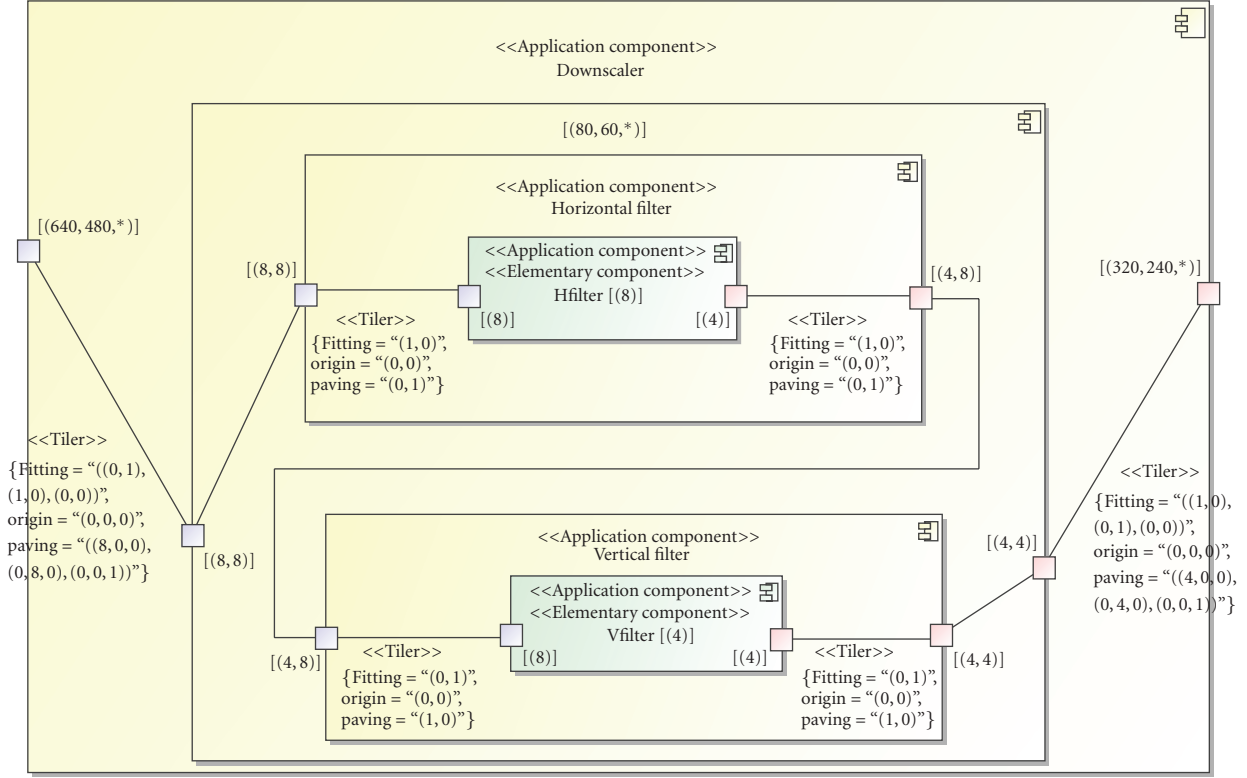 <<Application component>>
Downscaler
[(80, 60,*)]
<<Application component>>
Horizontal filter
[(640, 480,*)]
<<Application component>>
<<Elementary component>>
Hfilter [(8)]
[(8)]
[(4)]
[(8, 8)]
[(4, 8)]
[(320, 240,*)]
<<Tiler>>
{Fitting = “(1, 0)”,
origin = “(0, 0)”,
paving = “(0, 1)”}
<<Tiler>>
{Fitting = “(1, 0)”,
origin = “(0, 0)”,
paving = “(0, 1)”}
<<Tiler>>
{Fitting = “((0, 1),
(1, 0), (0, 0))”,
origin = “(0, 0, 0)”,
paving = “((8, 0, 0),
(0, 8, 0), (0, 0, 1))”}
[(8, 8)]
<<Application component>>
Vertical filter
<<Application component>>
<<Elementary component>>
Vfilter [(4)]
[(8)]
[(4)]
[(4, 8)]
<<Tiler>>
{Fitting = “(0, 1)”,
origin = “(0, 0)”,
paving = “(1, 0)”}
<<Tiler>>
{Fitting = “(0, 1)”,
origin = “(0, 0)”,
paving = “(1, 0)”}
[(4, 4)]
[(4, 4)]
<<Tiler>>
{Fitting = “((1, 0),
(0, 1), (0, 0))”,
origin = “(0, 0, 0)”,
paving = “((4, 0, 0),
(0, 4, 0), (0, 0, 1))”}